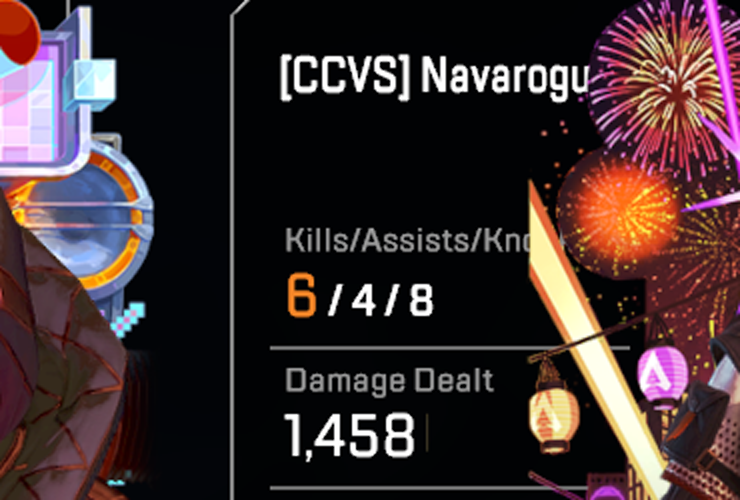 [CCVS] Navarogu
Kills/Assists/Kno
6 / 4 / 8
Damage Dealt
1,458